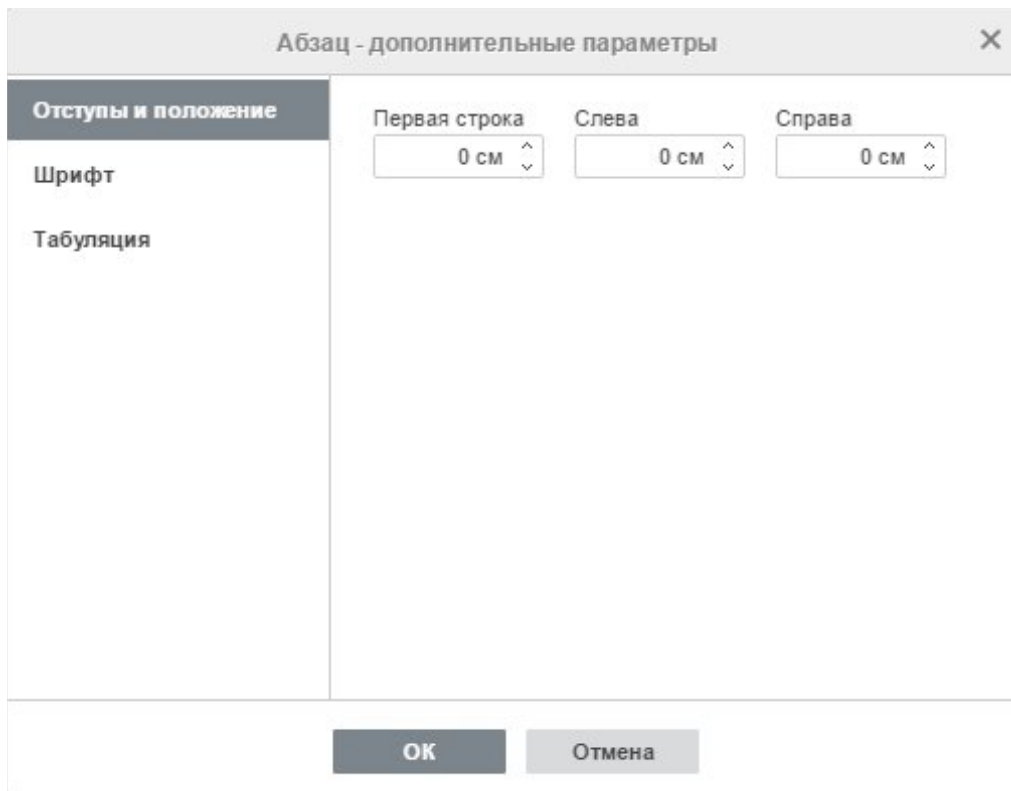 Абзац - дополнительные параметры
Отступы и положение
Шрифт
Табуляция
Первая строка Слева Справа
0 см 0 см 0 см
ОК Отмена